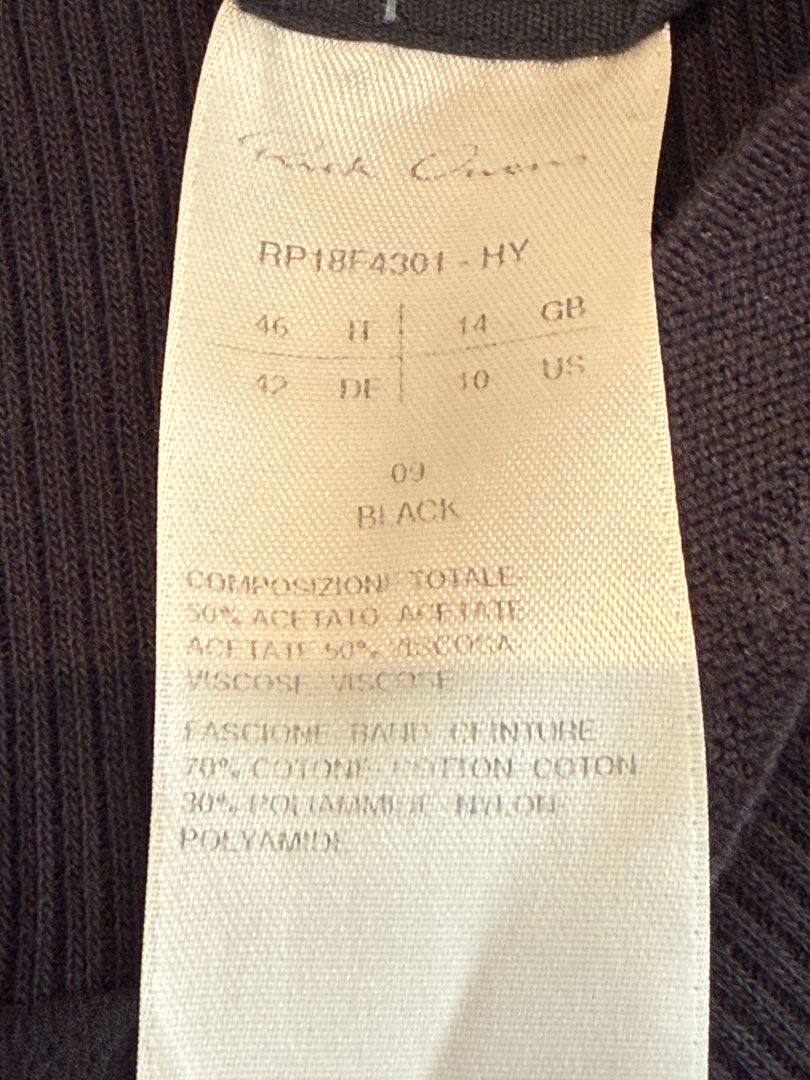 Rick Owens
RP18F4301 - HY
46 IT 14 GB
42 DE 10 US
09
BLACK
COMPOSIZIONE TOTALE
50% ACETATO ACETATE
ACETATE 50% VISCOSA
VISCOSE VISCOSE
FASCIONE BAND CEINTURE
70% COTONE COTTON COTON
30% POLIAMMIDE NYLON
POLYAMIDE